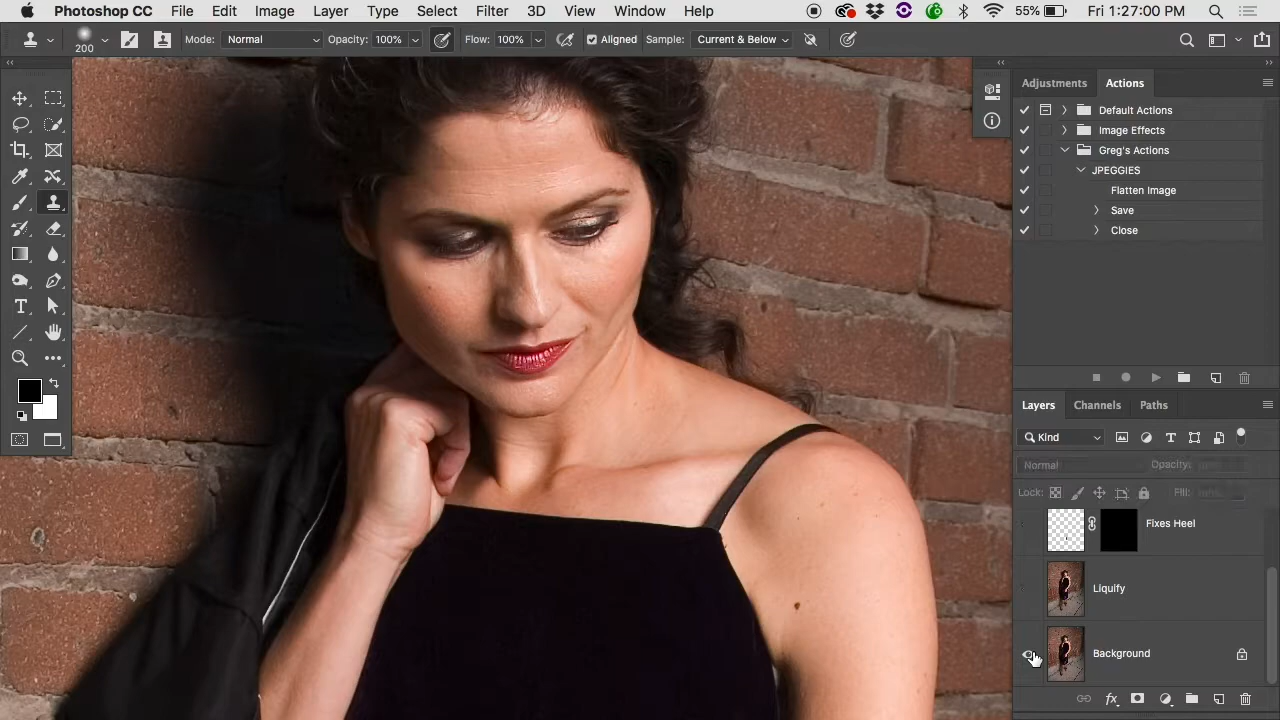 Photoshop CC File Edit Image Layer Type Select Filter 3D View Window Help 55% Fri 1:27:00 PM
200 Mode: Normal Opacity: 100% Flow: 100% Aligned Sample: Current & Below
Adjustments Actions
Default Actions
Image Effects
Greg's Actions
JPEGGIES
Flatten Image
Save
Close
Layers Channels Paths
Kind
Normal Opacity:
Lock: Fill:
Fixes Heel
Liquify
Background